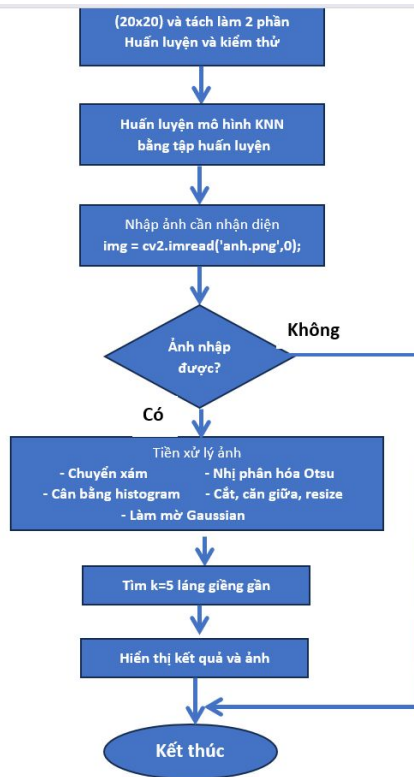 (20x20) và tách làm 2 phần
Huấn luyện và kiểm thử
Huấn luyện mô hình KNN
bằng tập huấn luyện
Nhập ảnh cần nhận diện
img = cv2.imread('anh.png',0);
Không
Ảnh nhập
được?
Có
Tiền xử lý ảnh
- Chuyển xám - Nhị phân hóa Otsu
- Cân bằng histogram - Cắt, căn giữa, resize
- Làm mờ Gaussian
Tìm k=5 láng giềng gần
Hiển thị kết quả và ảnh
Kết thúc